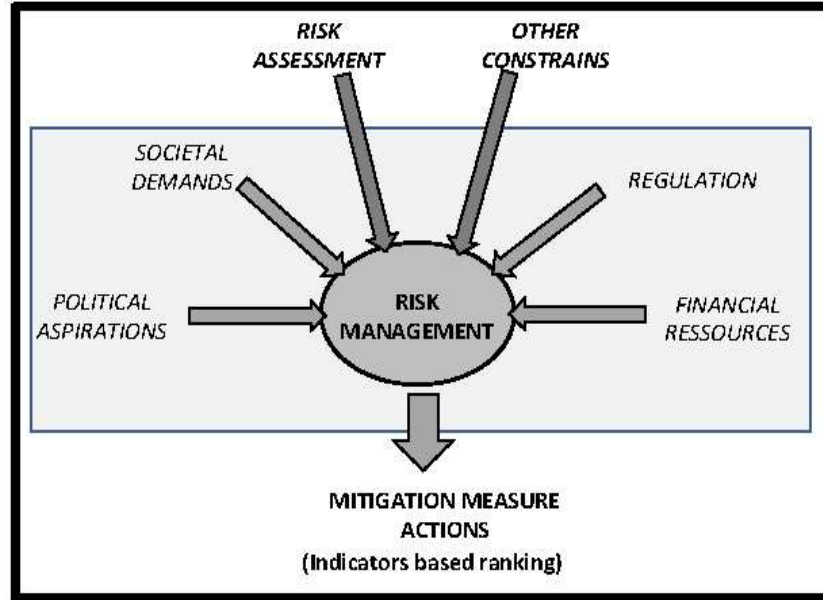 RISK
ASSESSMENT
OTHER
CONSTRAINS
SOCIETAL
DEMANDS
REGULATION
POLITICAL
ASPIRATIONS
RISK
MANAGEMENT
FINANCIAL
RESSOURCES
MITIGATION MEASURE
ACTIONS
(Indicators based ranking)